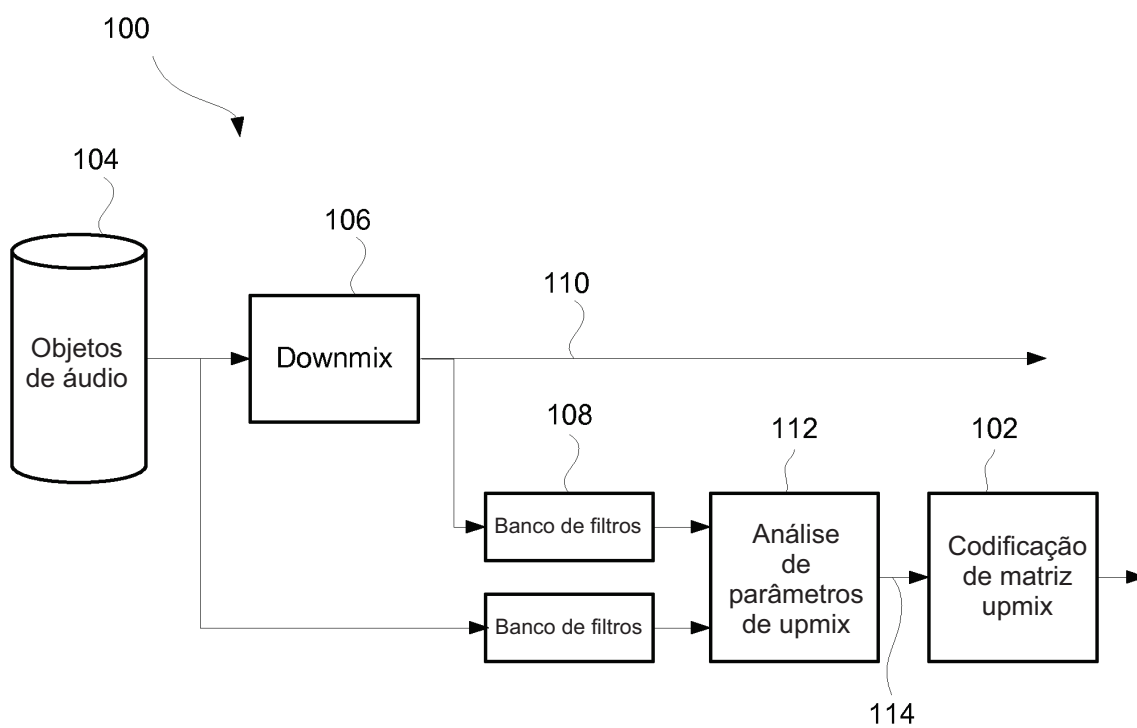 100
104
106
110
Objetos
de áudio
Downmix
108
112
102
Banco de filtros
Análise
de
parâmetros
de upmix
Codificação
de matriz
upmix
Banco de filtros
114